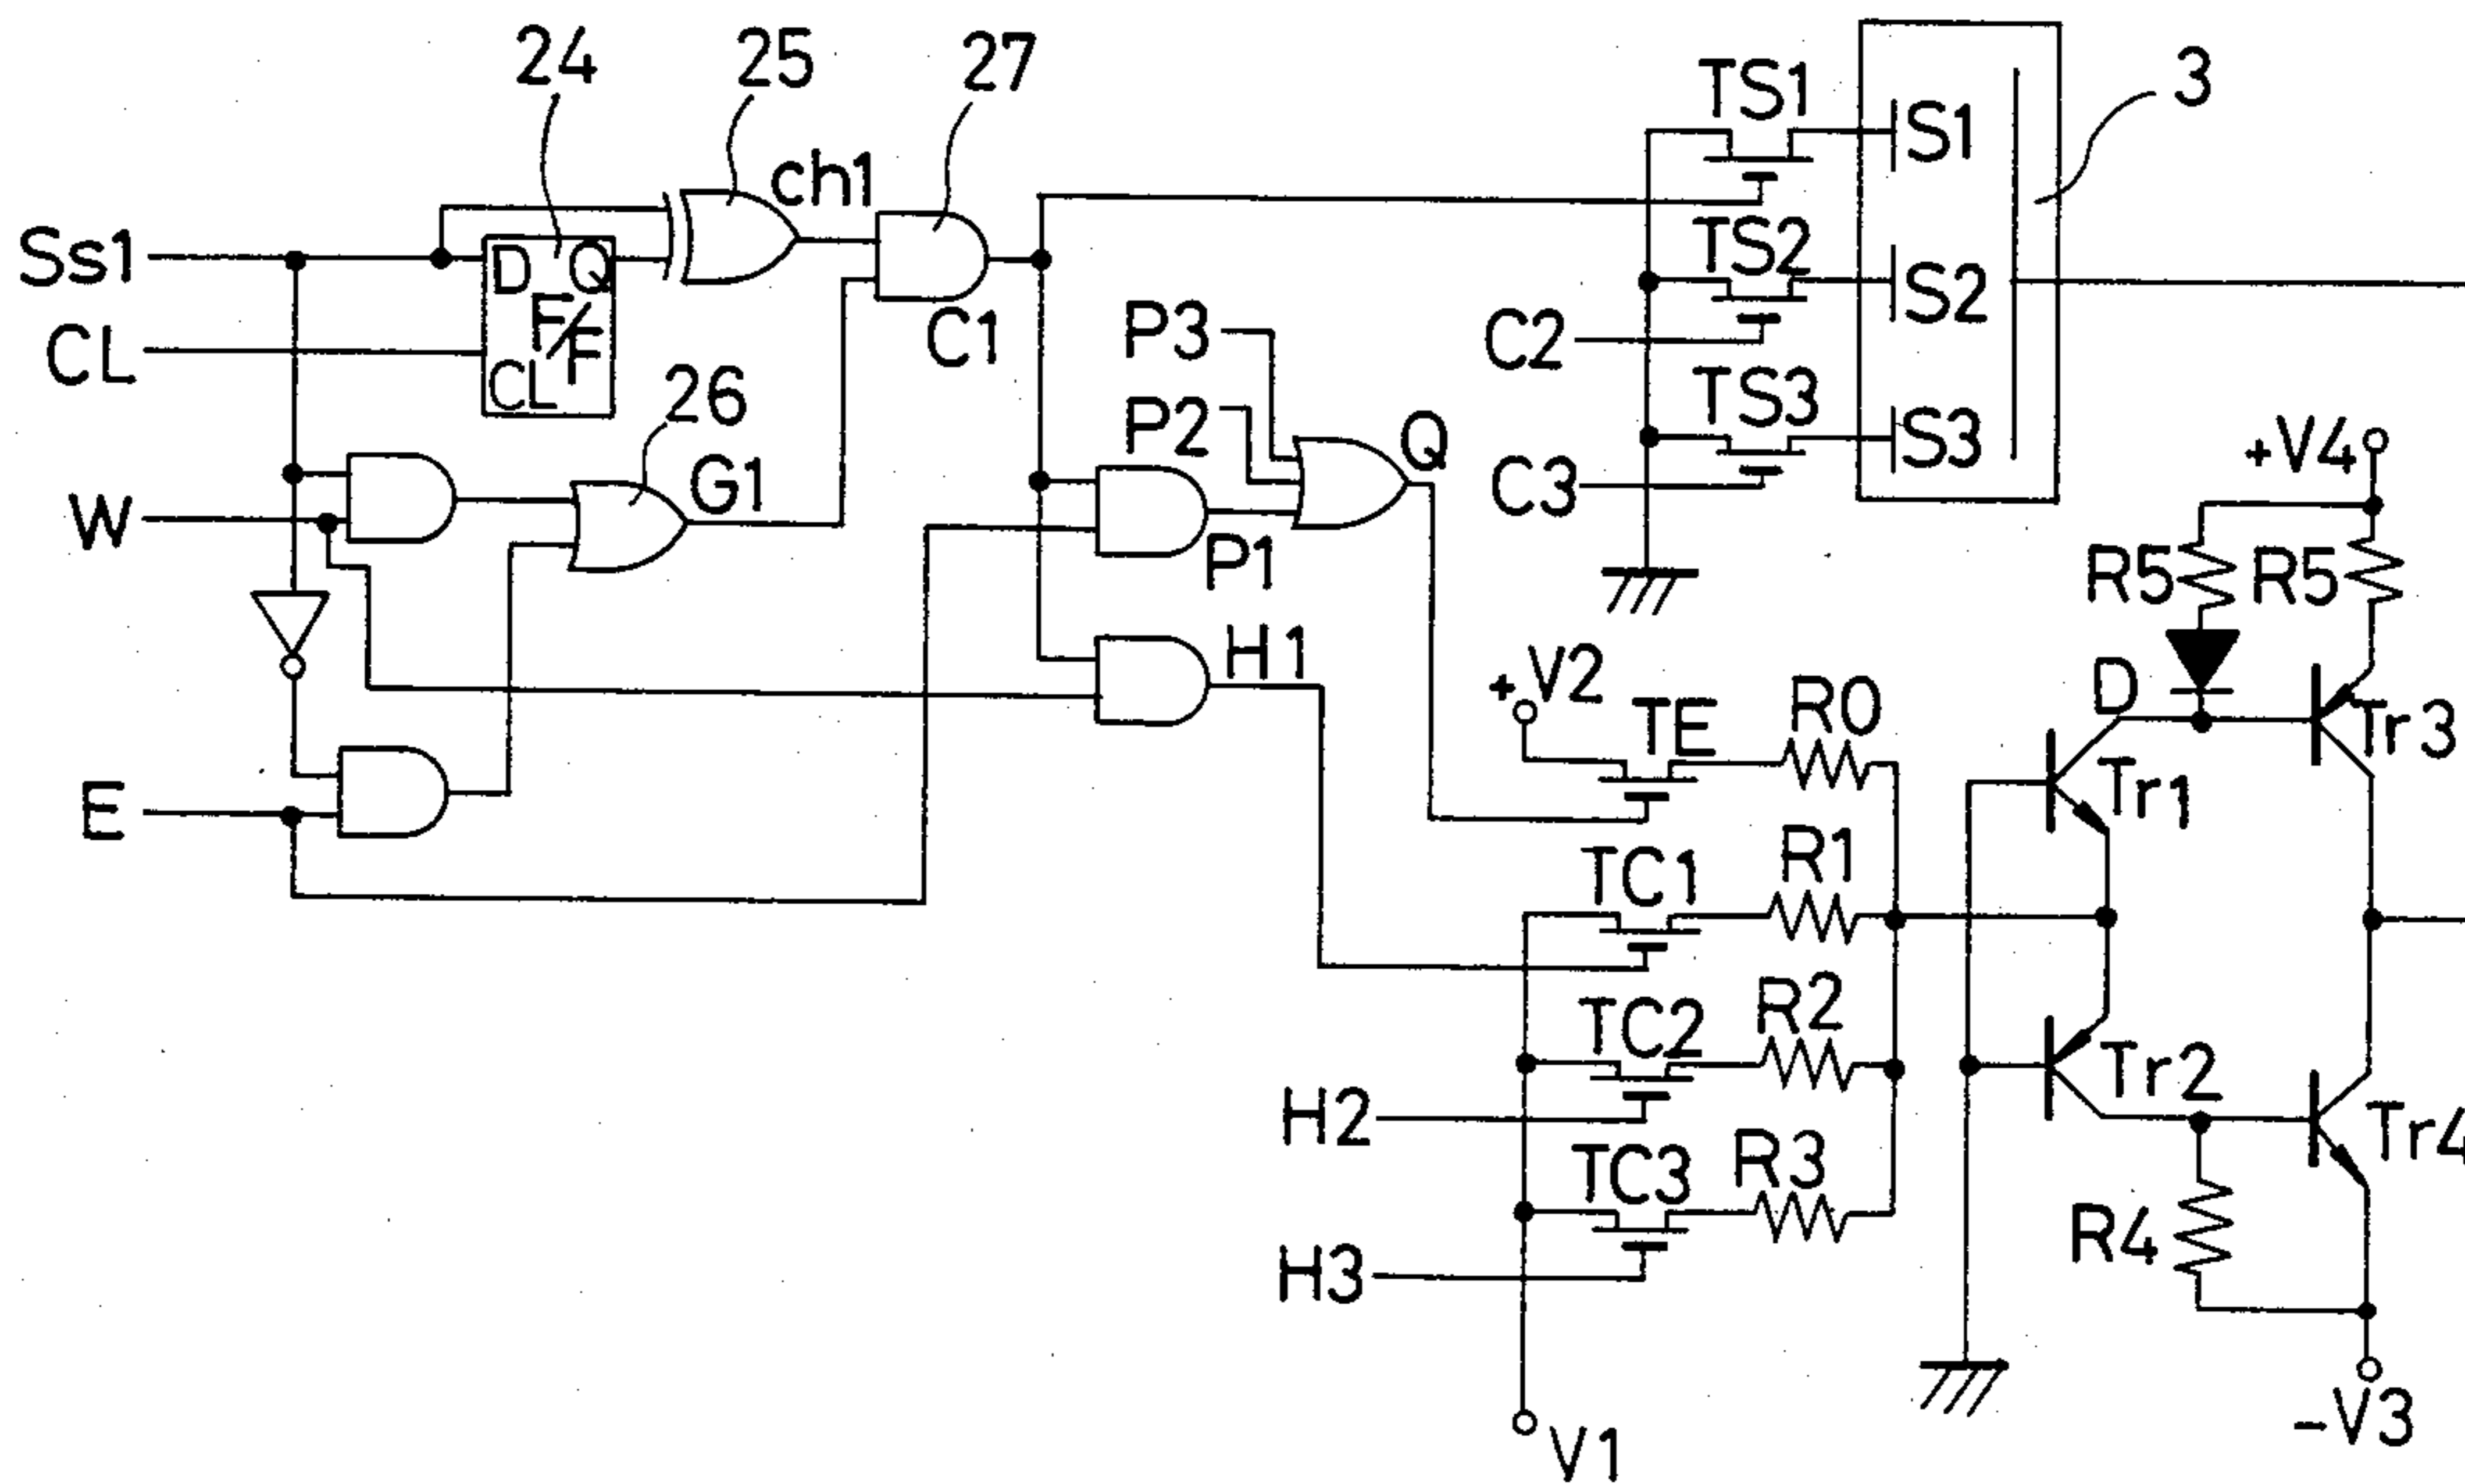 24
25
27
3
ch1
TS1
S1
Ss1
D
Q
F/F
CL
CL
C1
TS2
S2
C2
TS3
S3
C3
P3
P2
Q
26
G1
W
P1
H1
E
+V4
R5
R5
D
Tr3
+V2
TE
R0
Tr1
TC1
R1
TC2
R2
H2
Tr2
TC3
R3
H3
Tr4
R4
V1
-V3